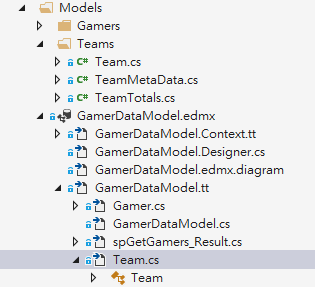 Models
Gamers
Teams
C# Team.cs
C# TeamMetaData.cs
C# TeamTotals.cs
GamerDataModel.edmx
GamerDataModel.Context.tt
GamerDataModel.Designer.cs
GamerDataModel.edmx.diagram
GamerDataModel.tt
Gamer.cs
GamerDataModel.cs
spGetGamers_Result.cs
Team.cs
Team